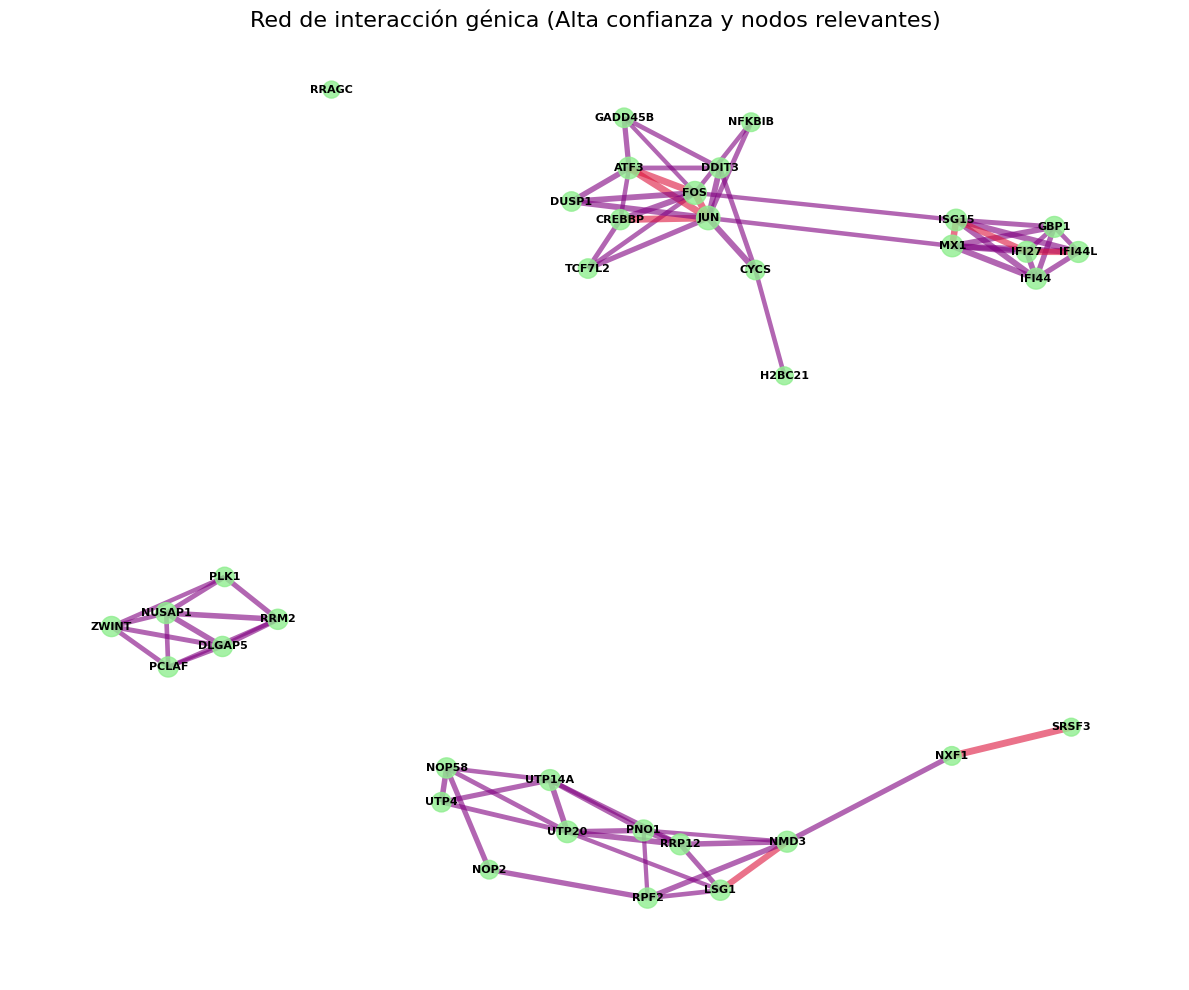 Red de interacción génica (Alta confianza y nodos relevantes)
RRAGC
GADD45B
NFKBIB
ATF3
DDIT3
FOS
DUSP1
CREBBP
JUN
ISG15
GBP1
MX1
IFI27
IFI44L
TCF7L2
CYCS
IFI44
H2BC21
PLK1
NUSAP1
RRM2
ZWINT
DLGAP5
PCLAF
SRSF3
NXF1
NOP58
UTP14A
UTP4
UTP20
PNO1
RRP12
NMD3
NOP2
LSG1
RPF2